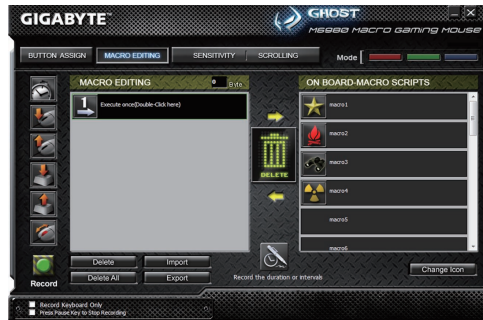 GIGABYTE™
GHOST
M6980 Macro Gaming Mouse
BUTTON ASSIGN
MACRO EDITING
SENSITIVITY
SCROLLING
Mode
MACRO EDITING
Byte
ON BOARD-MACRO SCRIPTS
1
Execute once(Double-Click here)
macro1
macro2
macro3
macro4
macro5
macro6
DELETE
Delete
Import
Delete All
Export
Record
Record the duration or intervals
Change Icon
Record Keyboard Only
Press Pause Key to Stop Recording